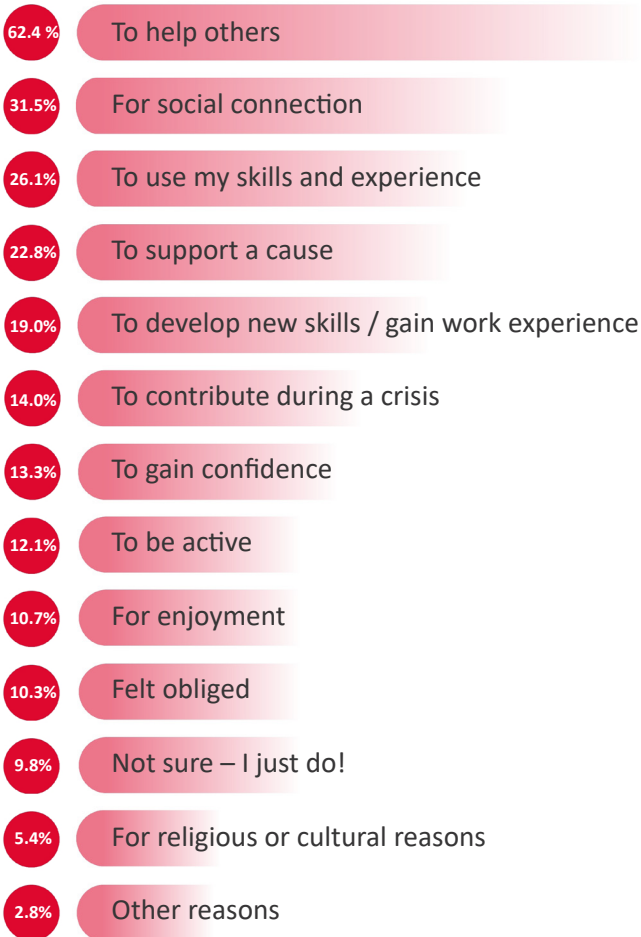 62.4 % To help others
31.5% For social connection
26.1% To use my skills and experience
22.8% To support a cause
19.0% To develop new skills / gain work experience
14.0% To contribute during a crisis
13.3% To gain confidence
12.1% To be active
10.7% For enjoyment
10.3% Felt obliged
9.8% Not sure – I just do!
5.4% For religious or cultural reasons
2.8% Other reasons